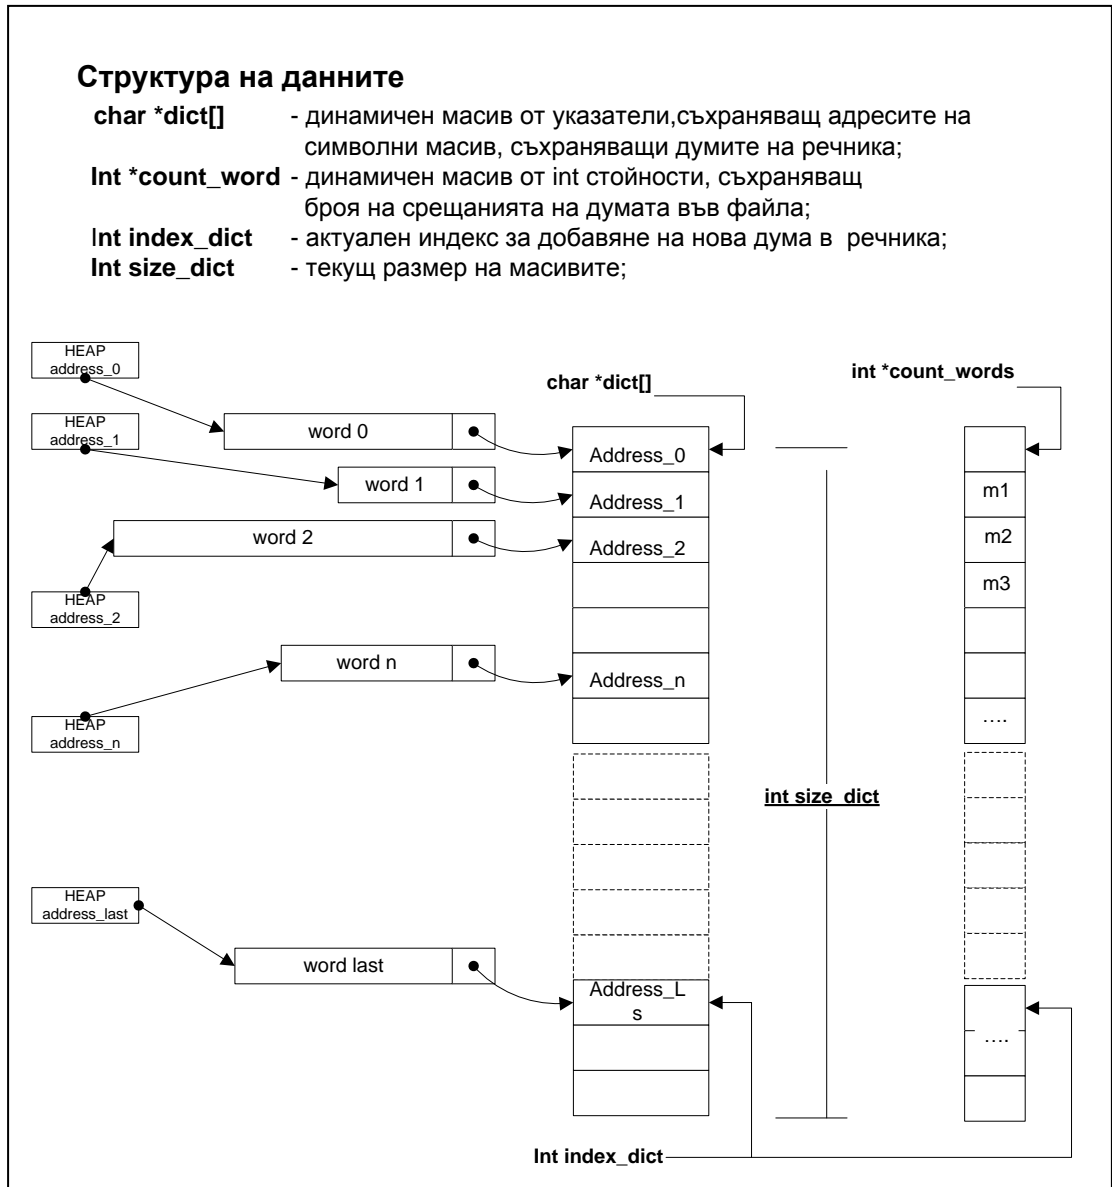 Структура на данните
char *dict[] - динамичен масив от указатели,съхраняващ адресите на
символни масив, съхраняващи думите на речника;
Int *count_word - динамичен масив от int стойности, съхраняващ
броя на срещанията на думата във файла;
Int index_dict - актуален индекс за добавяне на нова дума в речника;
Int size_dict - текущ размер на масивите;
HEAP
address_0
char *dict[]
int *count_words
HEAP
address_1
word 0
Address_0
word 1
Address_1
m1
word 2
Address_2
m2
HEAP
address_2
m3
word n
Address_n
HEAP
address_n
....
int size_dict
HEAP
address_last
word last
Address_L
s
....
Int index_dict